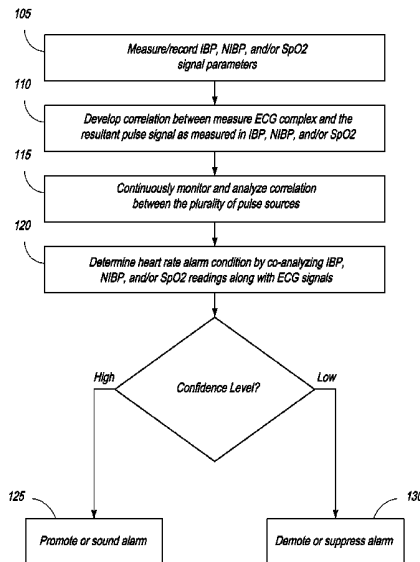 105
Measure/record IBP, NIBP, and/or SpO2
signal parameters
110
Develop correlation between measure ECG complex and the
resultant pulse signal as measured in IBP, NIBP, and/or SpO2
115
Continuously monitor and analyze correlation
between the plurality of pulse sources
120
Determine heart rate alarm condition by co-analyzing IBP,
NIBP, and/or SpO2 readings along with ECG signals
High
Confidence Level?
Low
125
130
Promote or sound alarm
Demote or suppress alarm